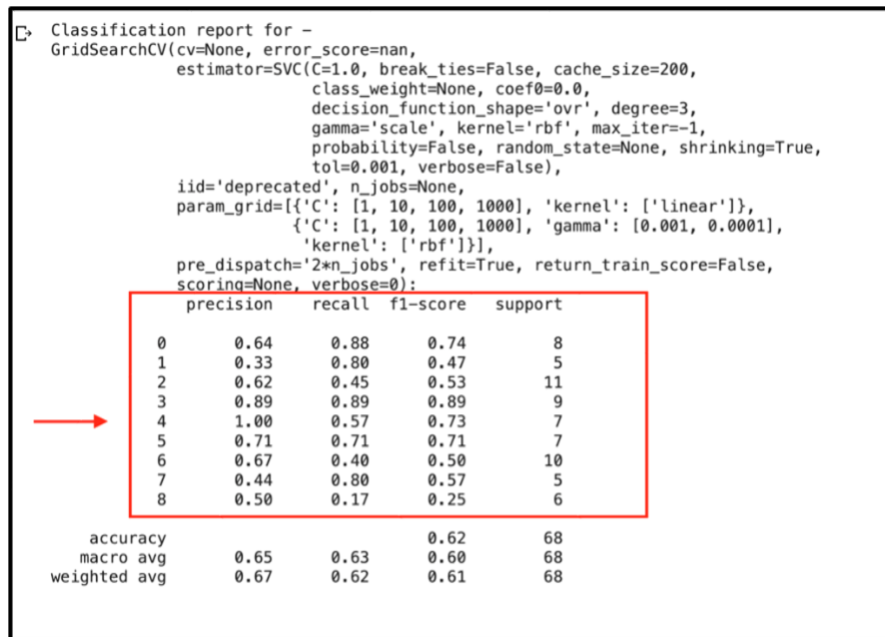 Classification report for -
GridSearchCV(cv=None, error_score=nan,
estimator=SVC(C=1.0, break_ties=False, cache_size=200,
class_weight=None, coef0=0.0,
decision_function_shape='ovr', degree=3,
gamma='scale', kernel='rbf', max_iter=-1,
probability=False, random_state=None, shrinking=True,
tol=0.001, verbose=False),
iid='deprecated', n_jobs=None,
param_grid=[{'C': [1, 10, 100, 1000], 'kernel': ['linear']},
{'C': [1, 10, 100, 1000], 'gamma': [0.001, 0.0001],
'kernel': ['rbf']}],
pre_dispatch='2*n_jobs', refit=True, return_train_score=False,
scoring=None, verbose=0):
precision recall f1-score support
0 0.64 0.88 0.74 8
1 0.33 0.80 0.47 5
2 0.62 0.45 0.53 11
3 0.89 0.89 0.89 9
4 1.00 0.57 0.73 7
5 0.71 0.71 0.71 7
6 0.67 0.40 0.50 10
7 0.44 0.80 0.57 5
8 0.50 0.17 0.25 6
accuracy 0.62 68
macro avg 0.65 0.63 0.60 68
weighted avg 0.67 0.62 0.61 68